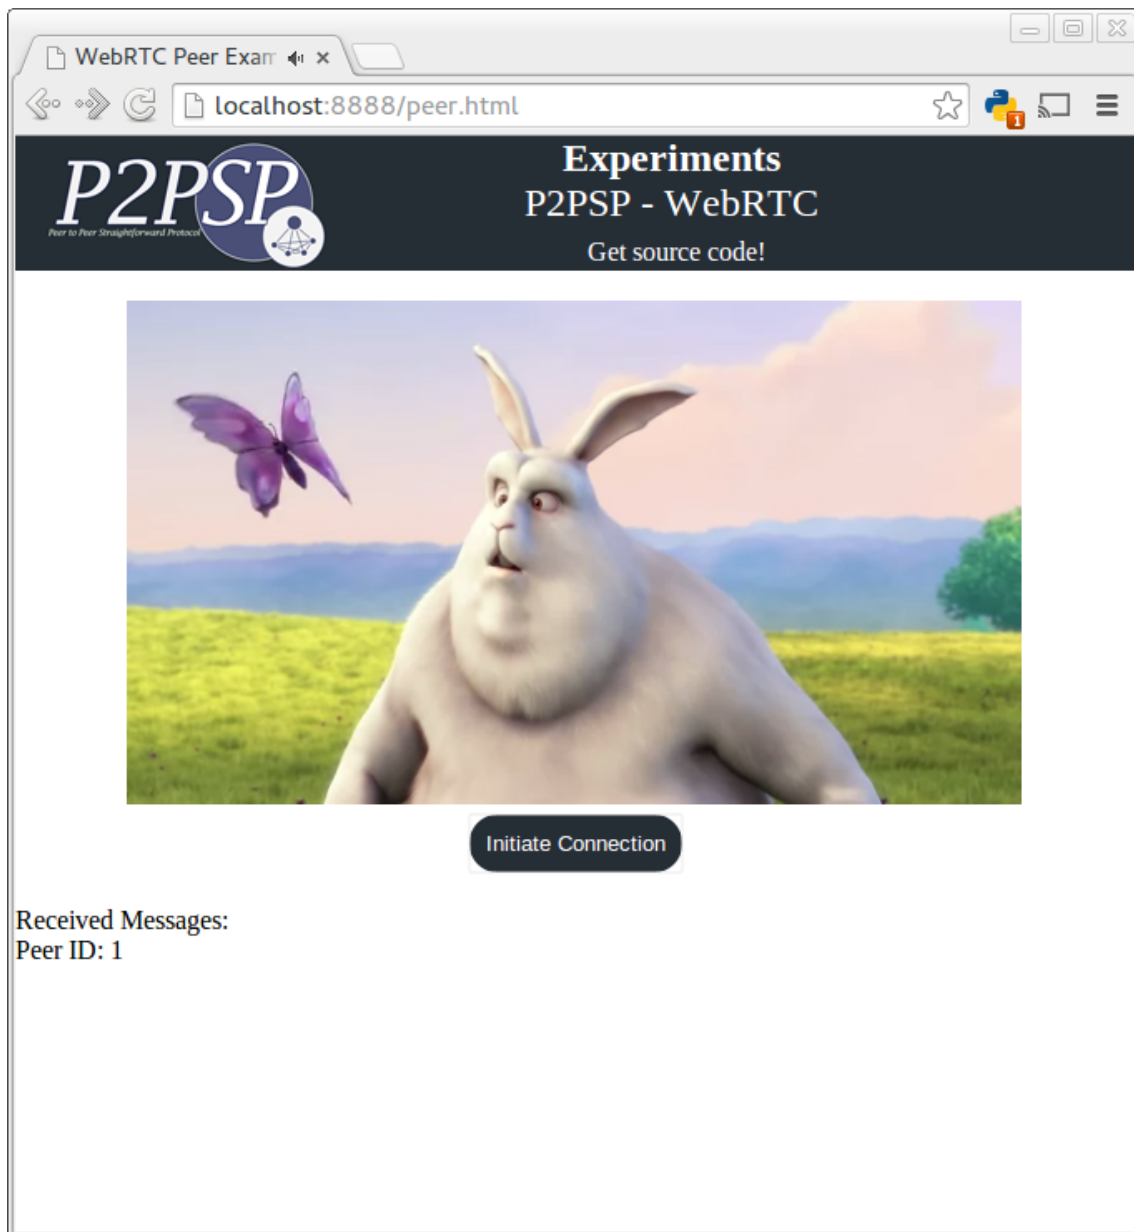 WebRTC Peer Exam
localhost:8888/peer.html
1
P2PSP
Peer to Peer Straightforward Protocol
Experiments
P2PSP - WebRTC
Get source code!
Initiate Connection
Received Messages:
Peer ID: 1